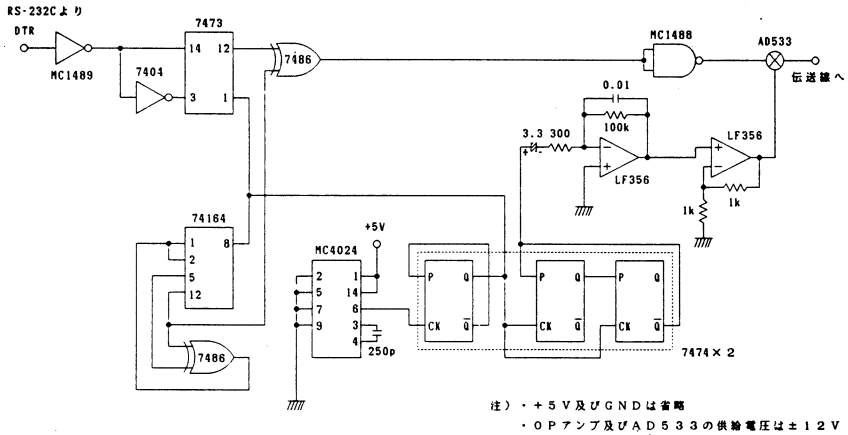 RS-232Cより
DTR
MC1489
7404
7473
14
12
3
1
7486
MC1488
AD533
伝送線へ
0.01
100k
3.3 300
+
-
−
+
LF356
+
−
LF356
1k
1k
74164
1
2
5
12
8
7486
+5V
MC4024
2
5
7
9
1
14
6
3
4
250p
P
Q
CK
Q
P
Q
CK
Q
P
Q
CK
Q
7474×2
注)・+5V及びGNDは省略
・OPアンプ及びAD533の供給電圧は±12V